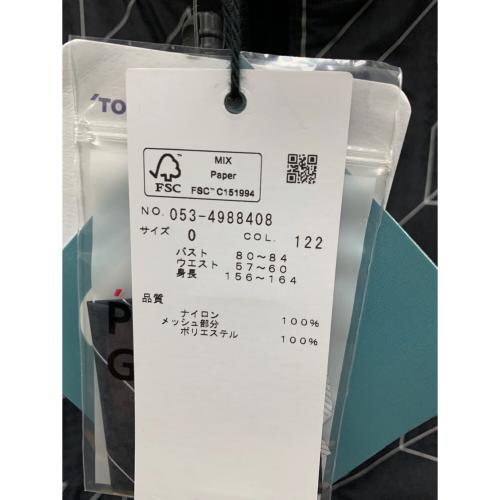 'TO
MIX
Paper
FSC
FSC™ C151994
NO. 053-4988408
サイズ 0 COL. 122
バスト 80~84
ウエスト 57~60
身長 156~164
品質
ナイロン 100%
メッシュ部分
ポリエステル 100%
P
G